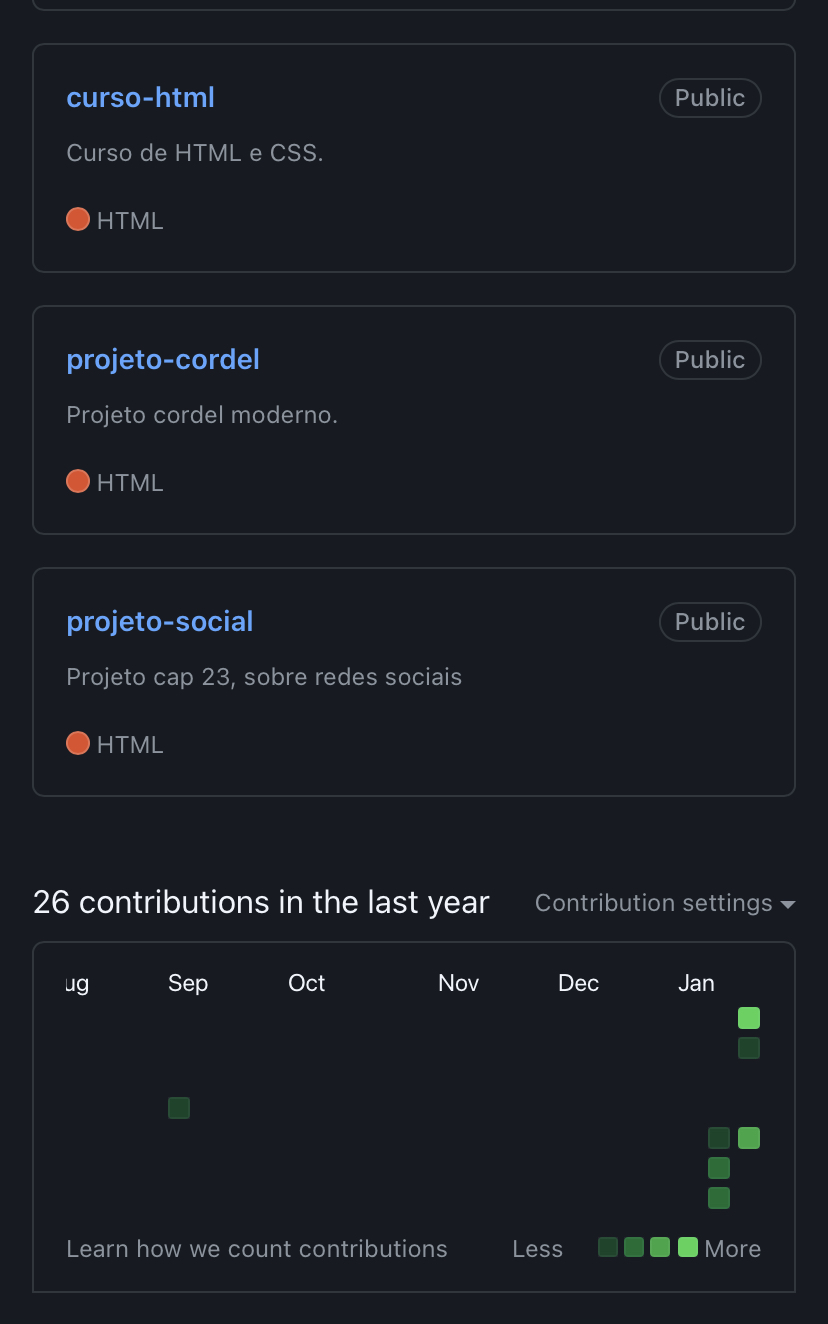 curso-html Public
Curso de HTML e CSS.
HTML
projeto-cordel Public
Projeto cordel moderno.
HTML
projeto-social Public
Projeto cap 23, sobre redes sociais
HTML
26 contributions in the last year Contribution settings
ug Sep Oct Nov Dec Jan
Learn how we count contributions Less More